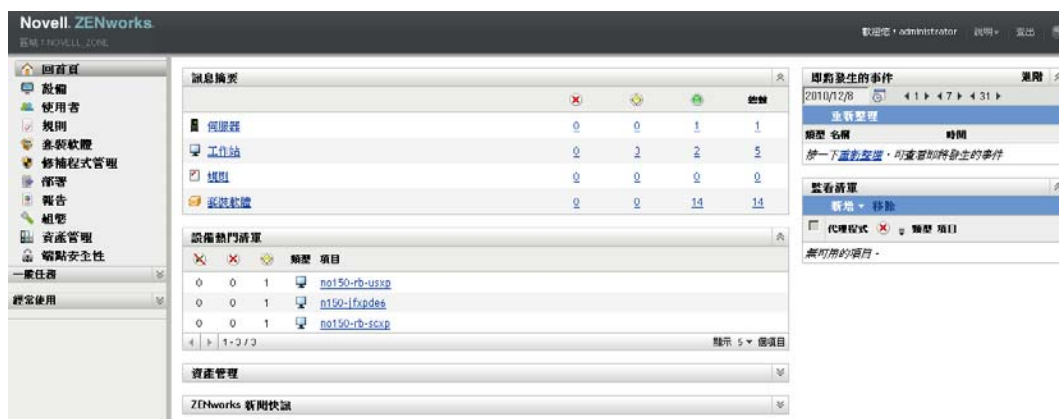 Novell. ZENworks.
區域：NOVELL_ZONE
歡迎您，administrator 說明 登出
回首頁
設備
使用者
規則
套裝軟體
修補程式管理
部署
報告
組態
資產管理
端點安全性
一般任務
經常使用
訊息摘要
總數
伺服器 0 0 1 1
工作站 0 3 2 5
規則 0 0 0 0
套裝軟體 0 0 14 14
設備熱門清單
類型 項目
0 0 1 no150-rb-usxp
0 0 1 n150-jfxpde6
0 0 1 no150-rb-scxp
1 - 3 / 3 顯示 5 個項目
資產管理
ZENworks 新聞快訊
即將發生的事件 進階
2010/12/8 1 7 31
重新整理
類型 名稱 時間
按一下重新整理，可查看即將發生的事件
監看清單
新增 移除
代理程式 類型 項目
無可用的項目。